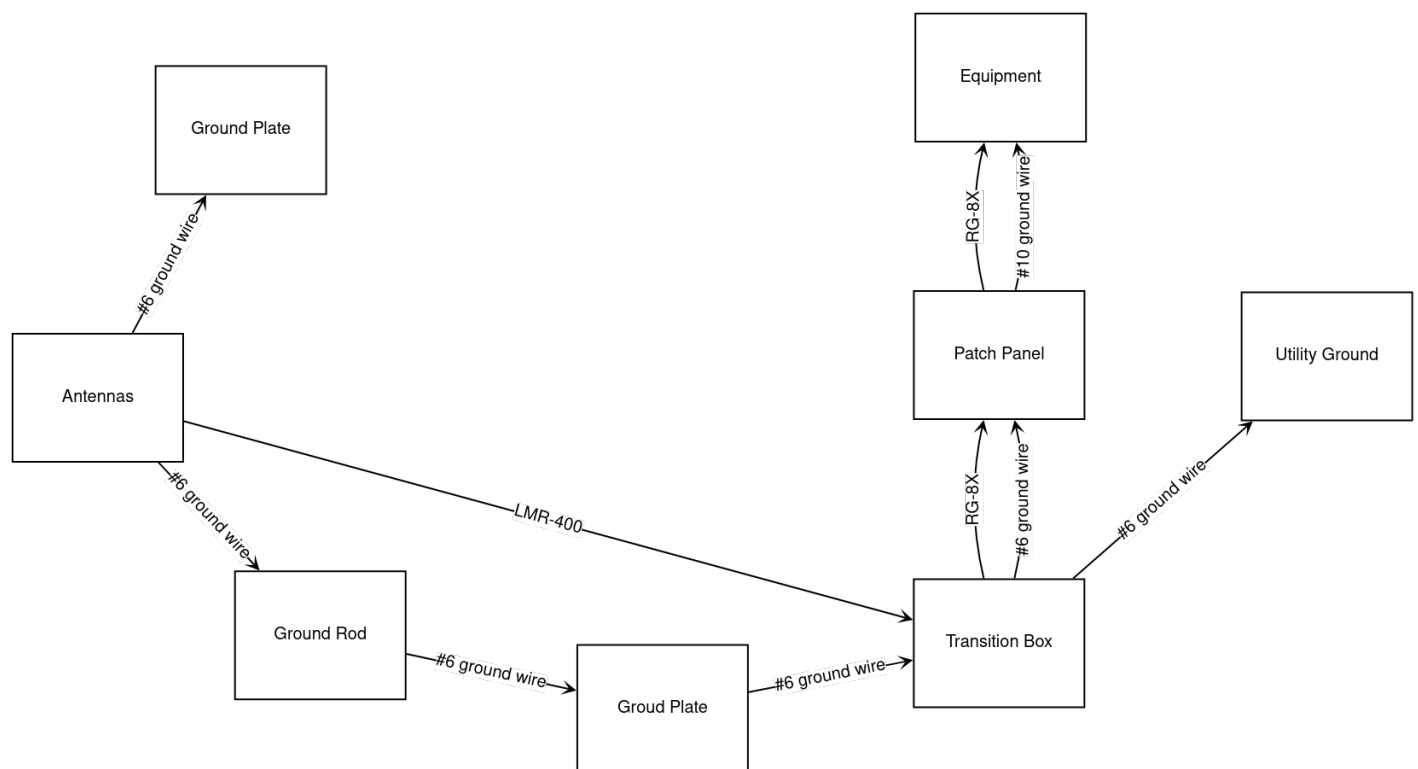 Equipment
Ground Plate
#6 ground wire
RG-8X
#10 ground wire
Antennas
Patch Panel
Utility Ground
#6 ground wire
LMR-400
RG-8X
#6 ground wire
#6 ground wire
Ground Rod
#6 ground wire
Groud Plate
#6 ground wire
Transition Box